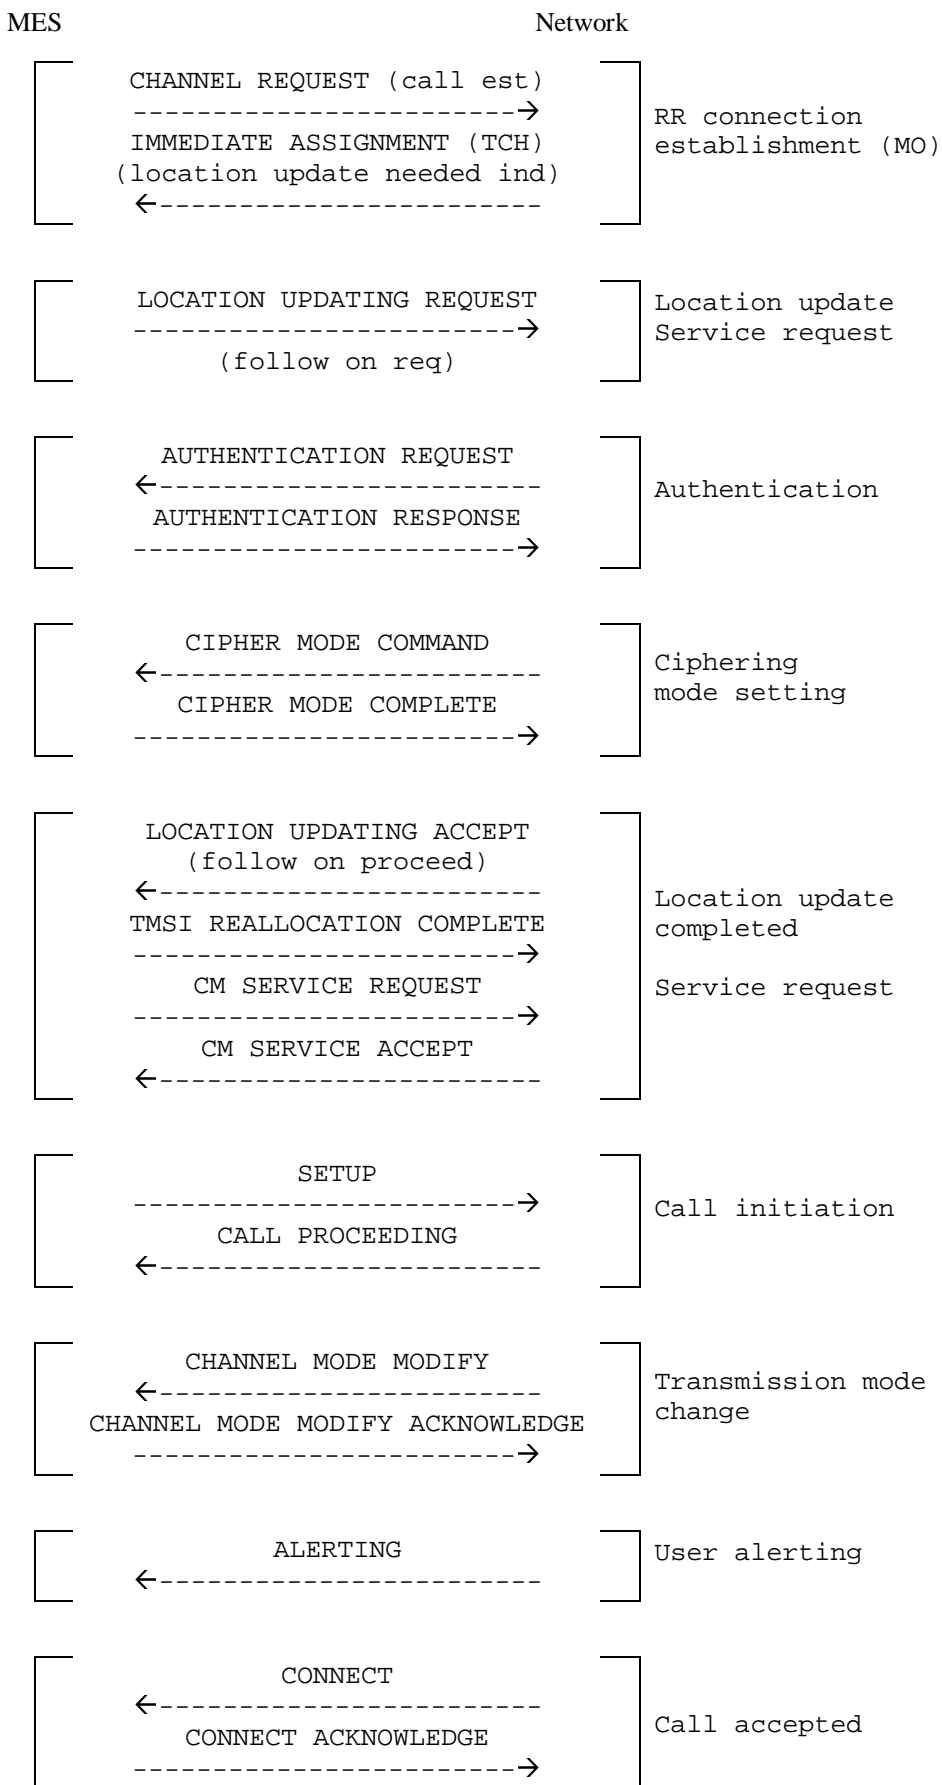 MES Network
CHANNEL REQUEST (call est)
------------------------→
IMMEDIATE ASSIGNMENT (TCH)
(location update needed ind)
←------------------------
RR connection
establishment (MO)
LOCATION UPDATING REQUEST
------------------------→
(follow on req)
Location update
Service request
AUTHENTICATION REQUEST
←------------------------
AUTHENTICATION RESPONSE
------------------------→
Authentication
CIPHER MODE COMMAND
←------------------------
CIPHER MODE COMPLETE
------------------------→
Ciphering
mode setting
LOCATION UPDATING ACCEPT
(follow on proceed)
←------------------------
TMSI REALLOCATION COMPLETE
------------------------→
CM SERVICE REQUEST
------------------------→
CM SERVICE ACCEPT
←------------------------
Location update
completed
Service request
SETUP
------------------------→
CALL PROCEEDING
←------------------------
Call initiation
CHANNEL MODE MODIFY
←------------------------
CHANNEL MODE MODIFY ACKNOWLEDGE
------------------------→
Transmission mode
change
ALERTING
←------------------------
User alerting
CONNECT
←------------------------
CONNECT ACKNOWLEDGE
------------------------→
Call accepted